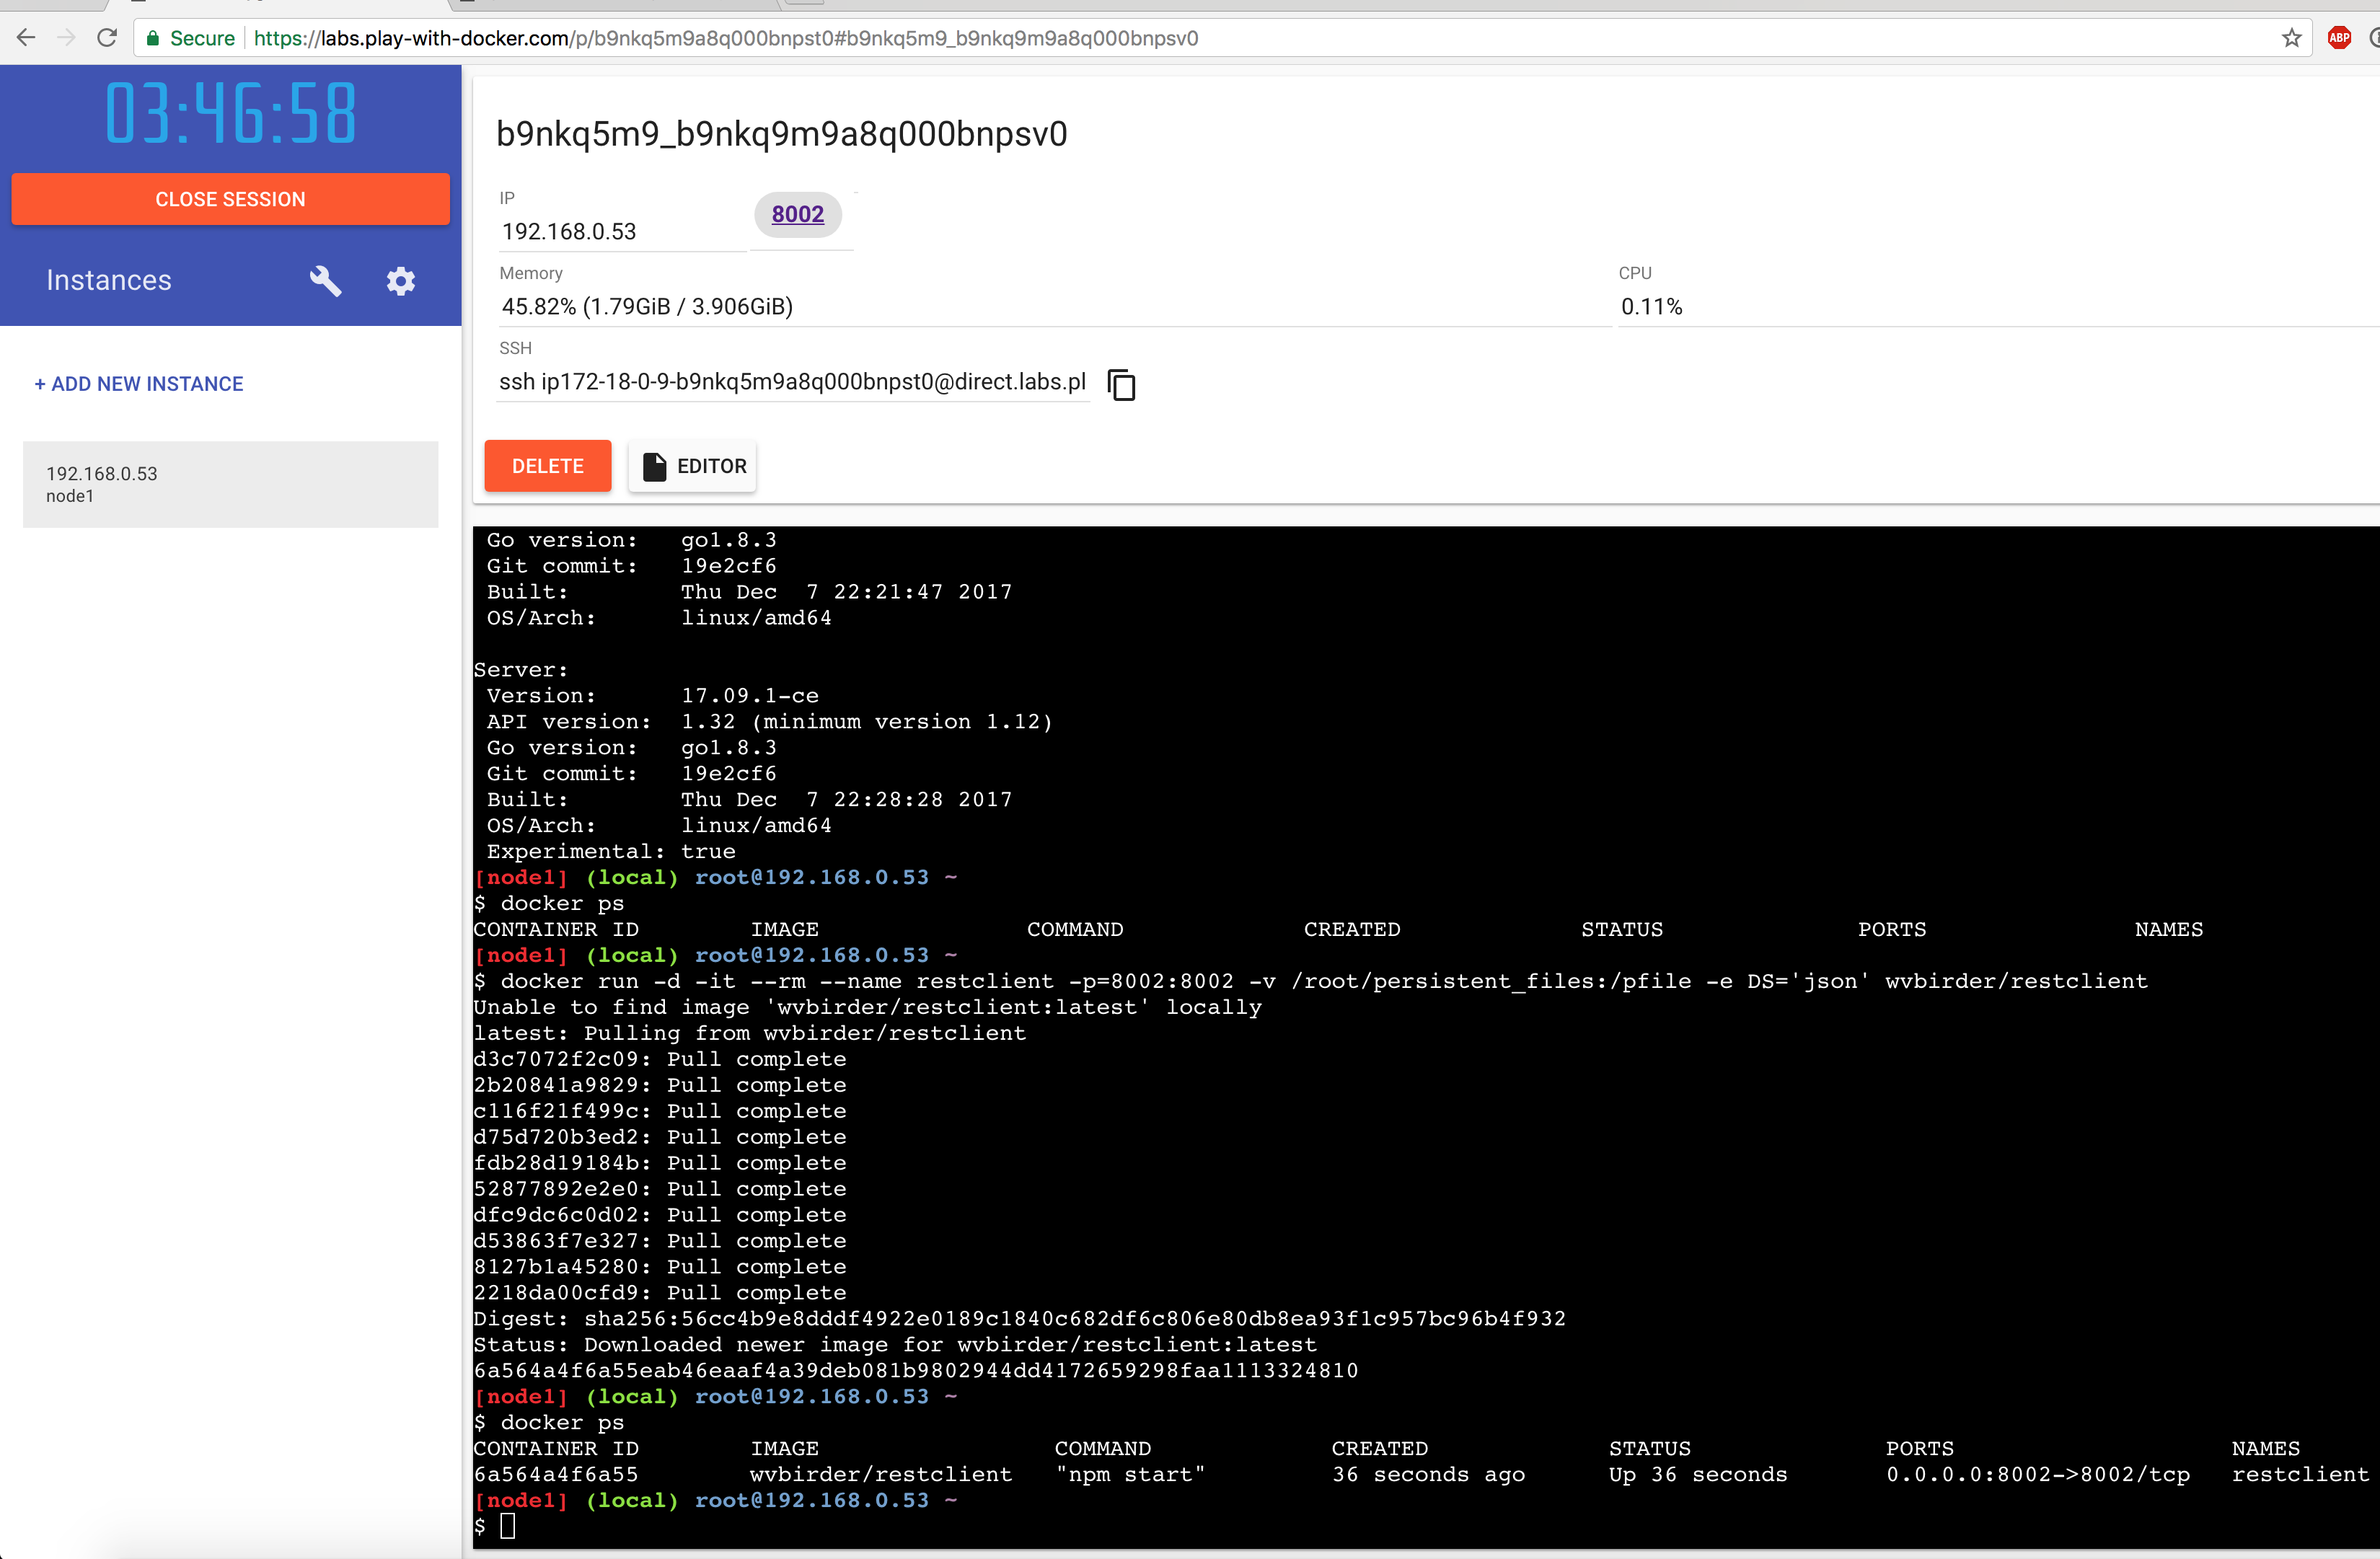 Secure https://labs.play-with-docker.com/p/b9nkq5m9a8q000bnpst0#b9nkq5m9_b9nkq9m9a8q000bnpsv0
ABP
03:46:58
CLOSE SESSION
Instances
+ ADD NEW INSTANCE
192.168.0.53
node1
b9nkq5m9_b9nkq9m9a8q000bnpsv0
IP
192.168.0.53
8002
Memory
45.82% (1.79GiB / 3.906GiB)
CPU
0.11%
SSH
ssh ip172-18-0-9-b9nkq5m9a8q000bnpst0@direct.labs.pl
DELETE
EDITOR
Go version:   go1.8.3
Git commit:   19e2cf6
Built:        Thu Dec  7 22:21:47 2017
OS/Arch:      linux/amd64
Server:
Version:      17.09.1-ce
API version:  1.32 (minimum version 1.12)
Go version:   go1.8.3
Git commit:   19e2cf6
Built:        Thu Dec  7 22:28:28 2017
OS/Arch:      linux/amd64
Experimental: true
[node1] (local) root@192.168.0.53 ~
$ docker ps
CONTAINER ID        IMAGE               COMMAND             CREATED             STATUS              PORTS               NAMES
[node1] (local) root@192.168.0.53 ~
$ docker run -d -it --rm --name restclient -p=8002:8002 -v /root/persistent_files:/pfile -e DS='json' wvbirder/restclient
Unable to find image 'wvbirder/restclient:latest' locally
latest: Pulling from wvbirder/restclient
d3c7072f2c09: Pull complete
2b20841a9829: Pull complete
c116f21f499c: Pull complete
d75d720b3ed2: Pull complete
fdb28d19184b: Pull complete
52877892e2e0: Pull complete
dfc9dc6c0d02: Pull complete
d53863f7e327: Pull complete
8127b1a45280: Pull complete
2218da00cfd9: Pull complete
Digest: sha256:56cc4b9e8dddf4922e0189c1840c682df6c806e80db8ea93f1c957bc96b4f932
Status: Downloaded newer image for wvbirder/restclient:latest
6a564a4f6a55eab46eaaf4a39deb081b9802944dd4172659298faa1113324810
[node1] (local) root@192.168.0.53 ~
$ docker ps
CONTAINER ID        IMAGE                 COMMAND             CREATED             STATUS              PORTS                    NAMES
6a564a4f6a55        wvbirder/restclient   "npm start"         36 seconds ago      Up 36 seconds       0.0.0.0:8002->8002/tcp   restclient
[node1] (local) root@192.168.0.53 ~
$